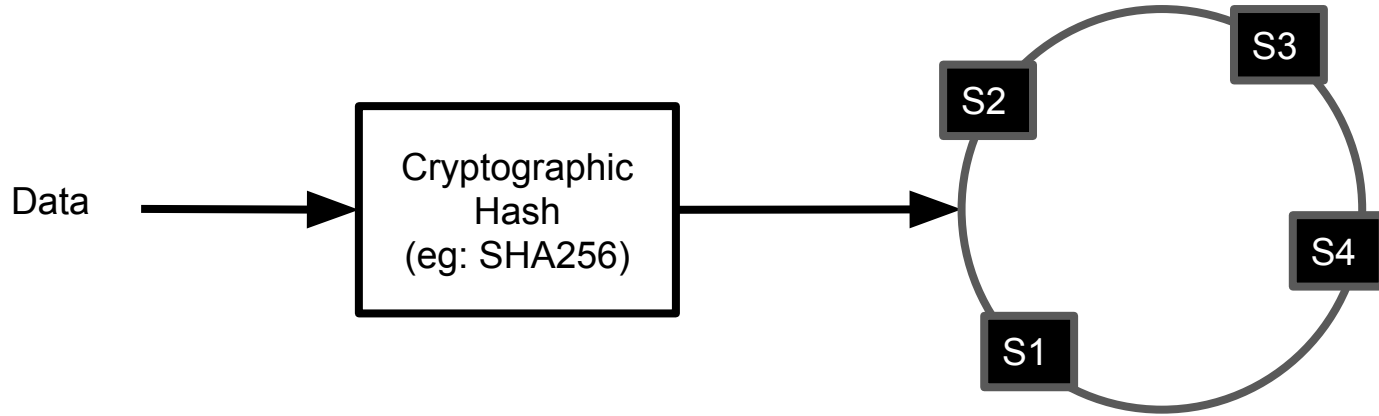 Data
Cryptographic
Hash
(eg: SHA256)
S2
S3
S4
S1